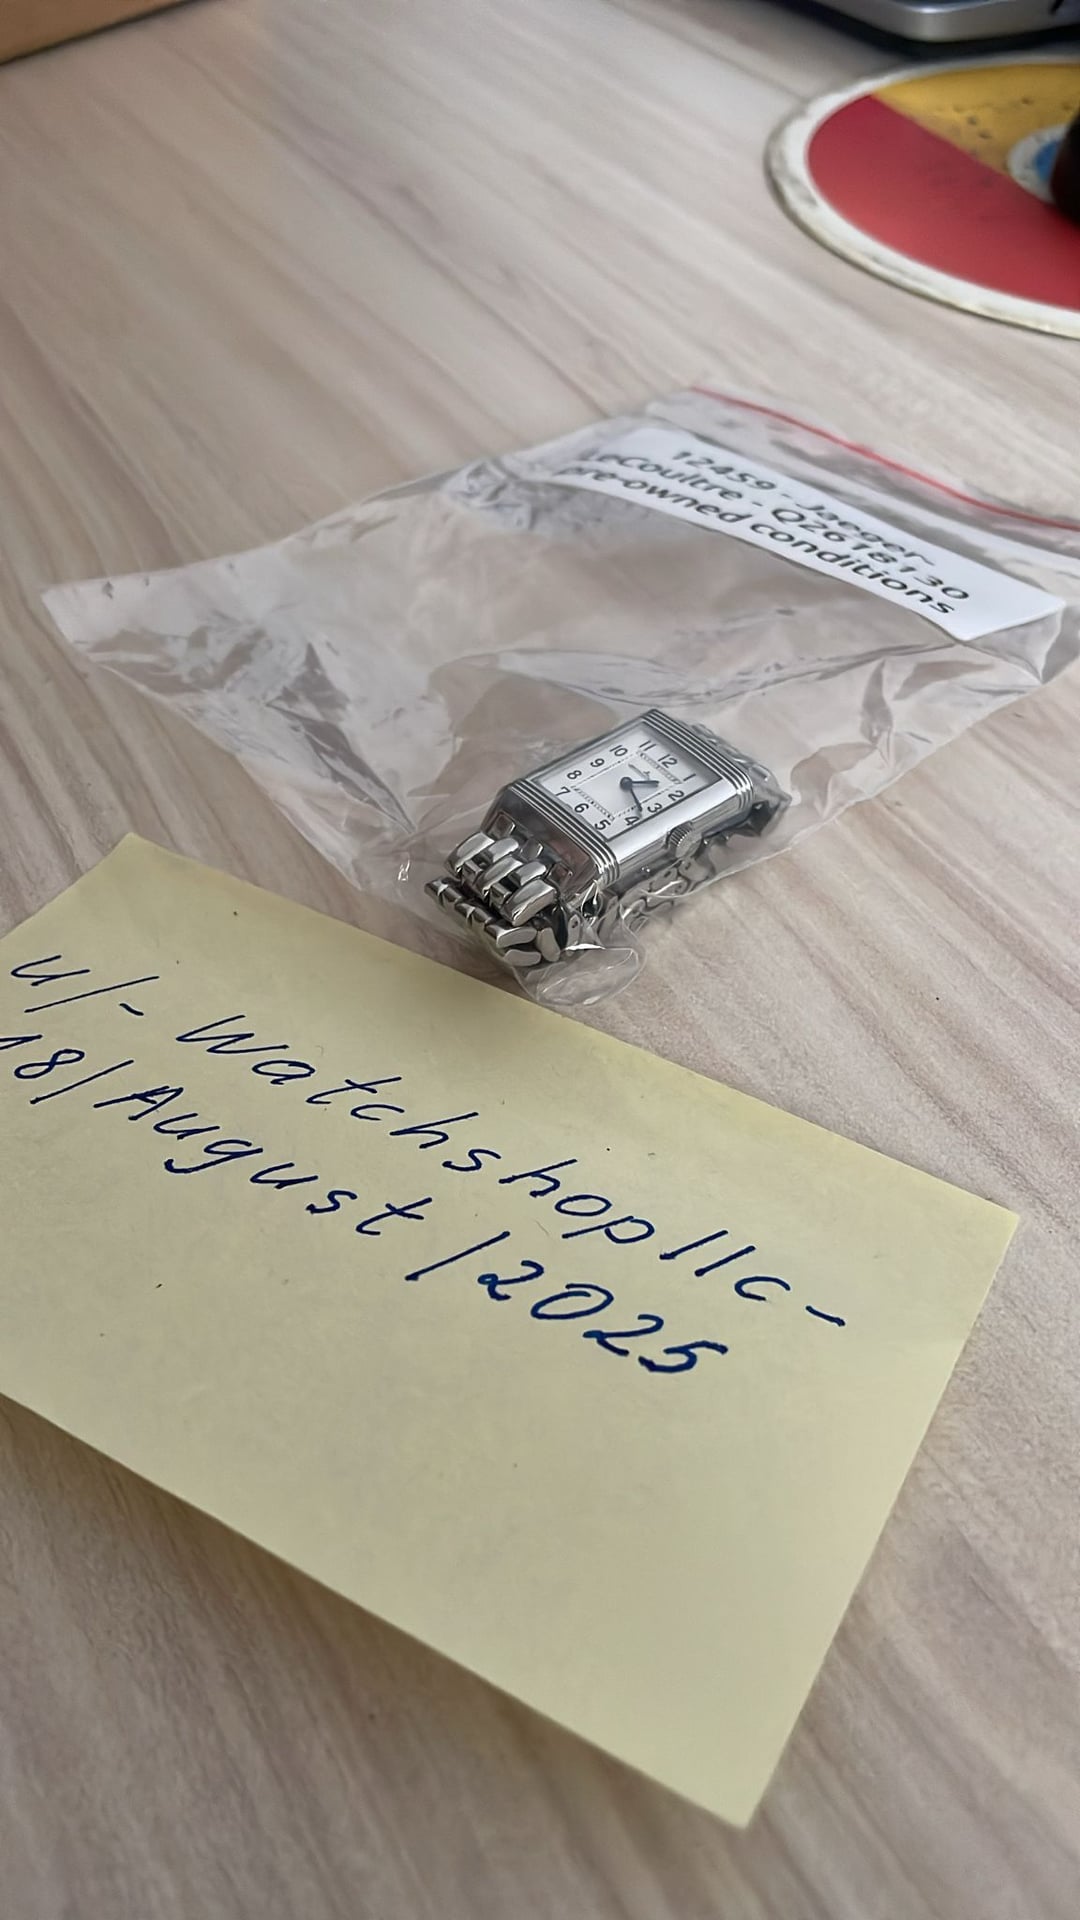 12459 - Jaeger-
LeCoultre - Q2618130
pre-owned conditions
11
12
1
10
2
9
3
8
4
7
6
5
u/-watchshopllc-
18/August/2025